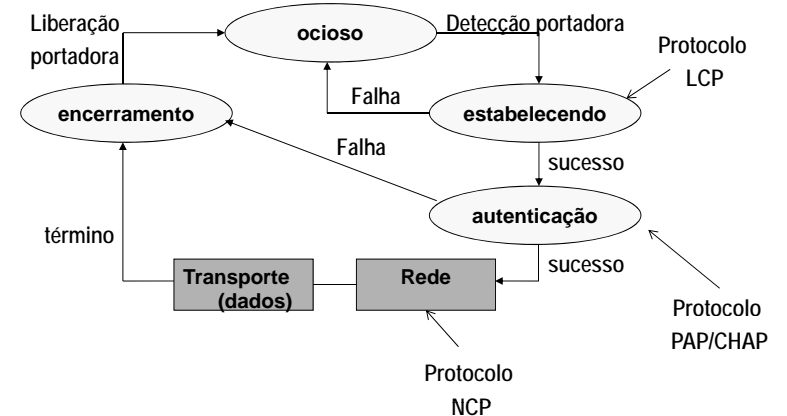 Liberação
portadora
ocioso
Detecção portadora
Protocolo
LCP
Falha
encerramento
estabelecendo
Falha
sucesso
autenticação
término
sucesso
Transporte
(dados)
Rede
Protocolo
PAP/CHAP
Protocolo
NCP